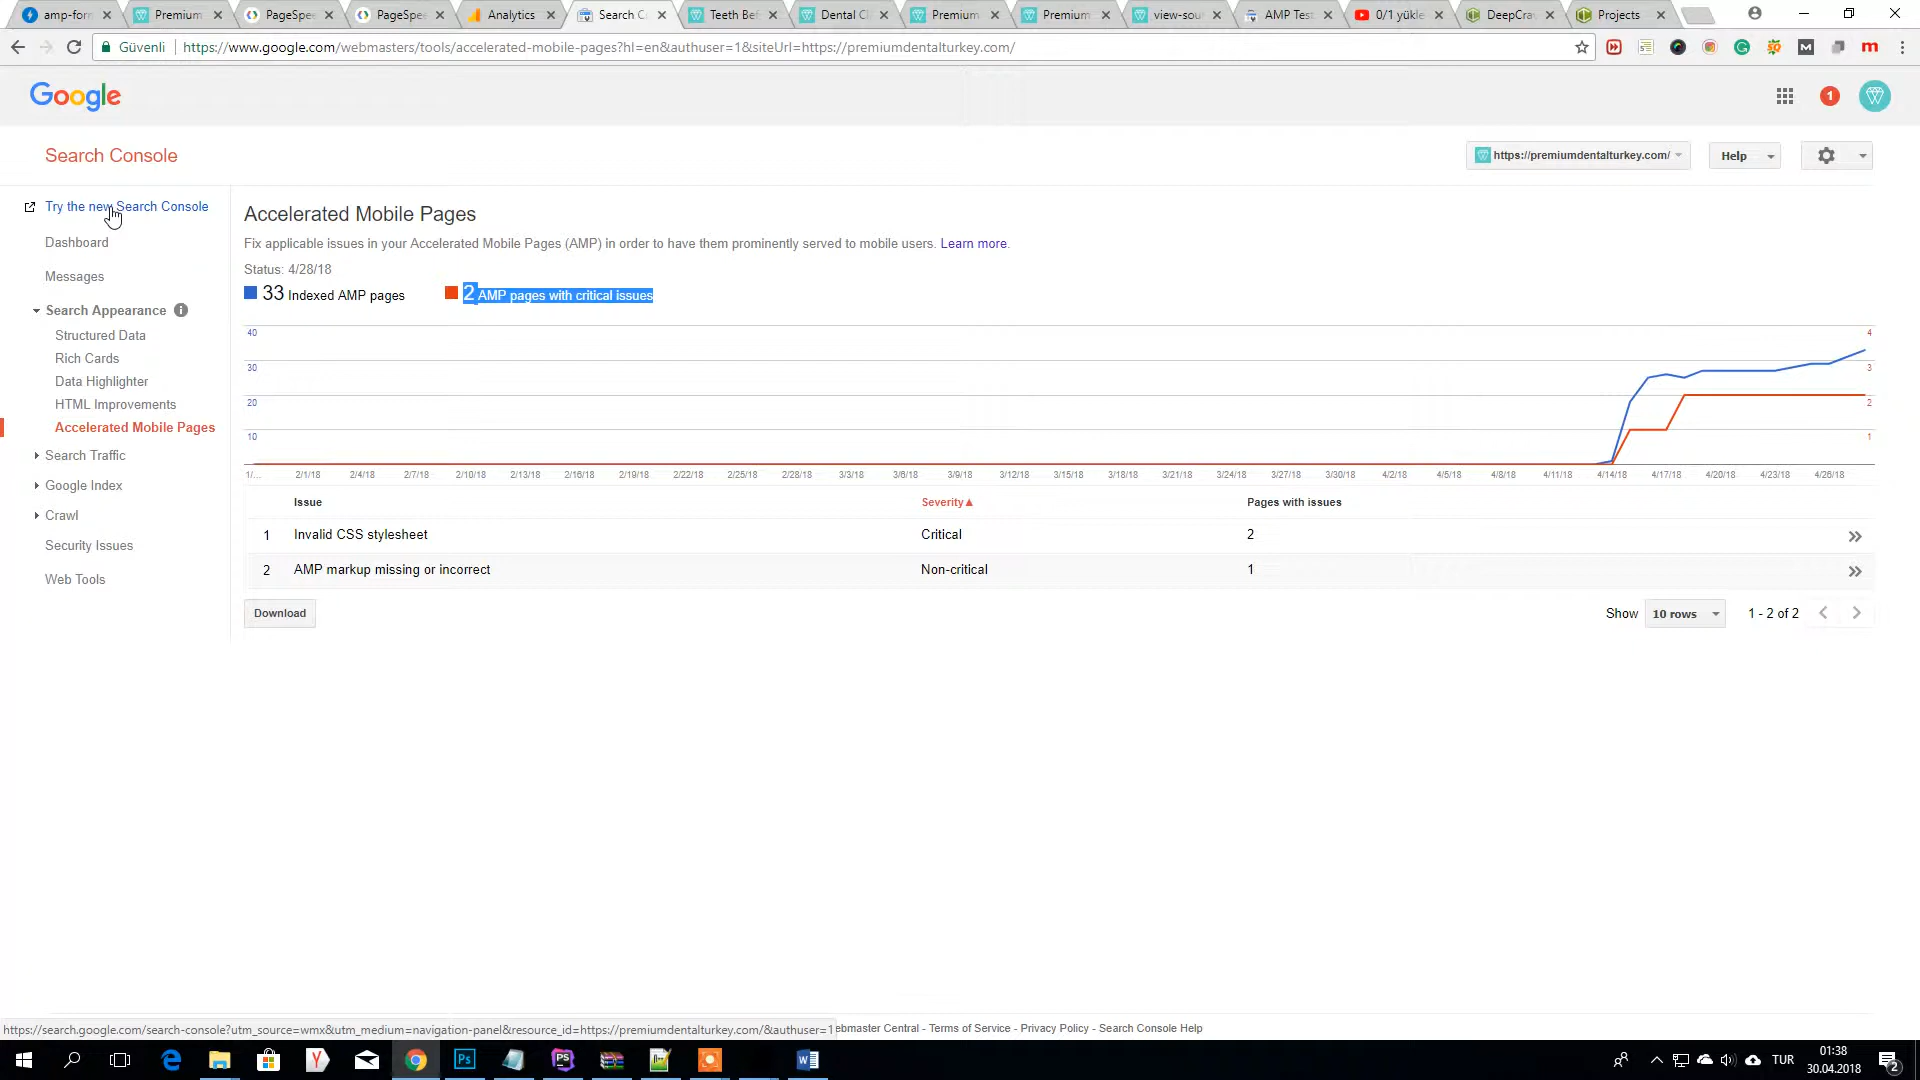 amp-for
Premium
PageSpe
PageSpe
Analytics
Search C
Teeth Bef
Dental Cl
Premium
Premium
view-sou
AMP Tes
0/1 yükle
DeepCra
Projects
Güvenli
https://www.google.com/webmasters/tools/accelerated-mobile-pages?hl=en&authuser=1&siteUrl=https://premiumdentalturkey.com/
Google
1
Search Console
https://premiumdentalturkey.com/
Help
Try the new Search Console
Dashboard
Messages
Search Appearance
Structured Data
Rich Cards
Data Highlighter
HTML Improvements
Accelerated Mobile Pages
Search Traffic
Google Index
Crawl
Security Issues
Web Tools
Accelerated Mobile Pages
Fix applicable issues in your Accelerated Mobile Pages (AMP) in order to have them prominently served to mobile users. Learn more.
Status: 4/28/18
33 Indexed AMP pages
2 AMP pages with critical issues
40
30
20
10
4
3
2
1
1/...
2/1/18
2/4/18
2/7/18
2/10/18
2/13/18
2/16/18
2/19/18
2/22/18
2/25/18
2/28/18
3/3/18
3/6/18
3/9/18
3/12/18
3/15/18
3/18/18
3/21/18
3/24/18
3/27/18
3/30/18
4/2/18
4/5/18
4/8/18
4/11/18
4/14/18
4/17/18
4/20/18
4/23/18
4/26/18
Issue Severity Pages with issues
1 Invalid CSS stylesheet Critical 2
2 AMP markup missing or incorrect Non-critical 1
Download
Show 10 rows 1 - 2 of 2
https://search.google.com/search-console?utm_source=wmx&utm_medium=navigation-panel&resource_id=https://premiumdentalturkey.com/&authuser=1
ebmaster Central - Terms of Service - Privacy Policy - Search Console Help
TUR
01:38
30.04.2018
2